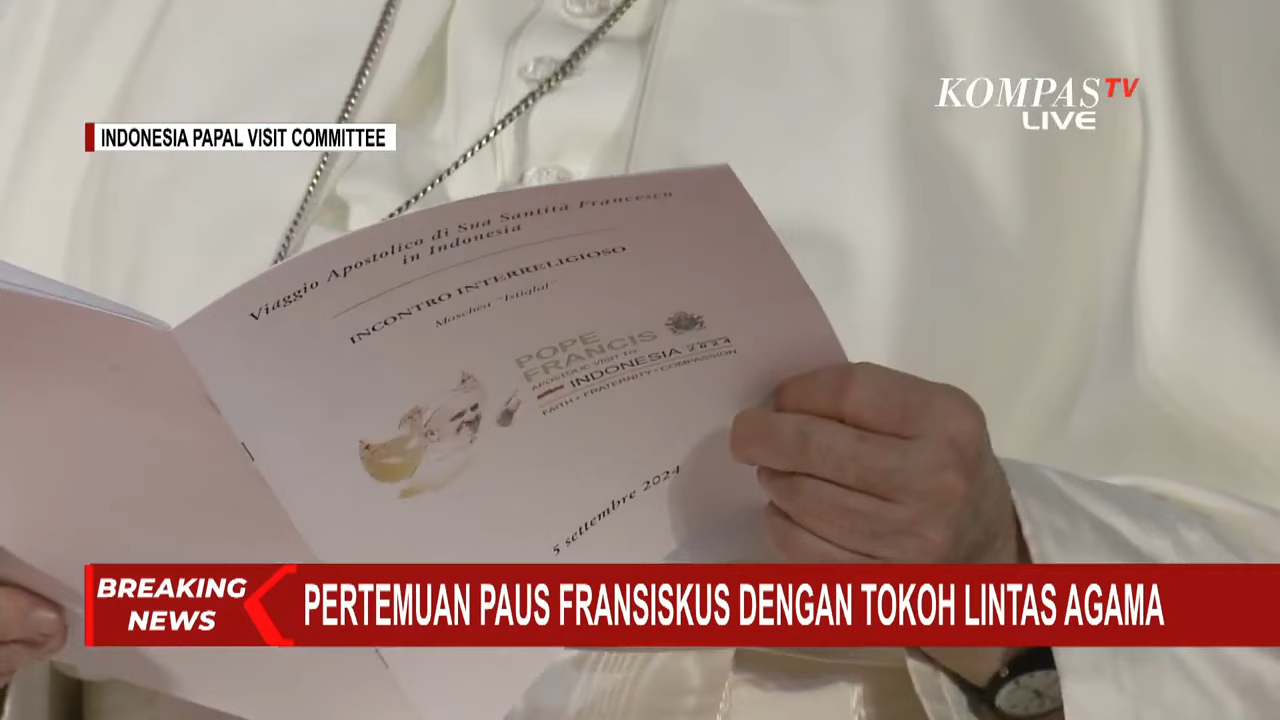 KOMPAS TV
LIVE
INDONESIA PAPAL VISIT COMMITTEE
Viaggio Apostolico di Sua Santità Francesco
in Indonesia
INCONTRO INTERRELIGIOSO
Moschea "Istiqlal"
POPE
FRANCIS
APOSTOLIC VISIT TO
INDONESIA 2024
FAITH • FRATERNITY • COMPASSION
5 settembre 2024
BREAKING
NEWS
PERTEMUAN PAUS FRANSISKUS DENGAN TOKOH LINTAS AGAMA